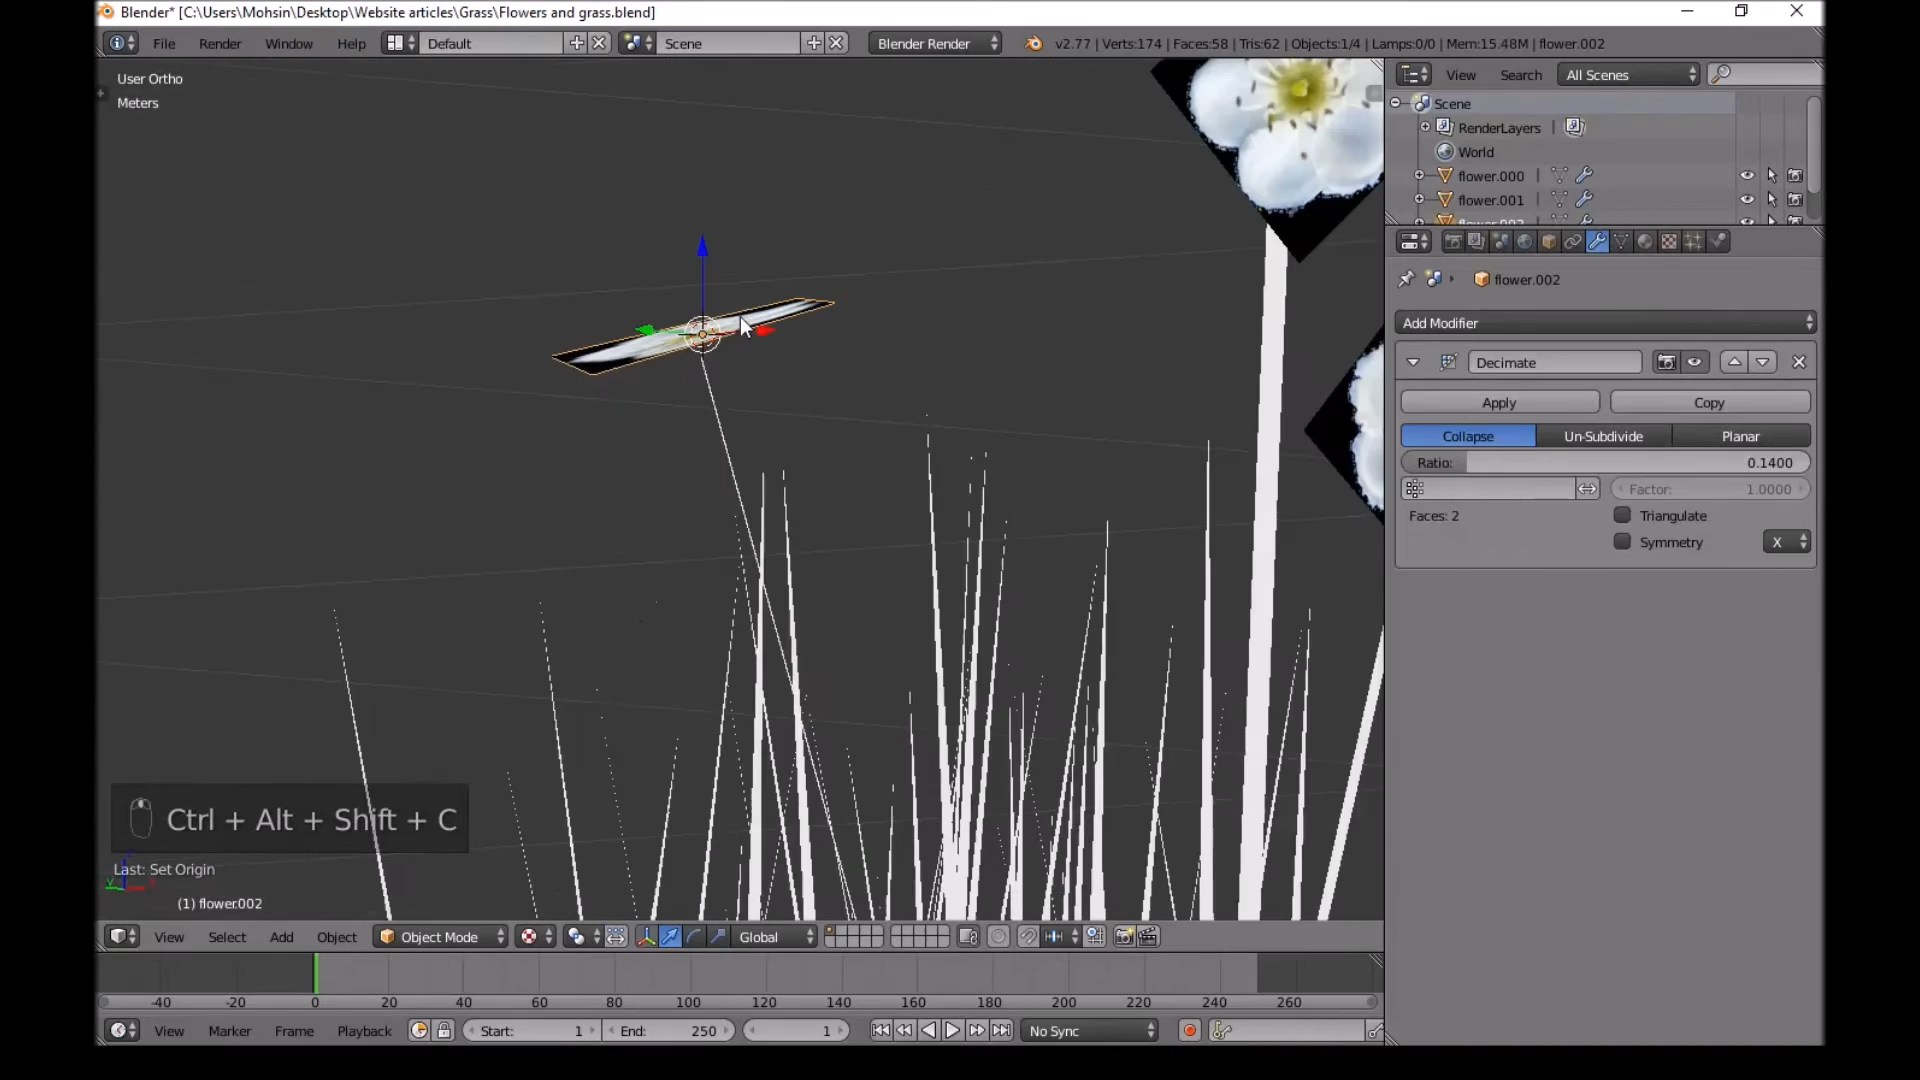 Blender* [C:\Users\Mohsin\Desktop\Website articles\Grass\Flowers and grass.blend]
File Render Window Help Default Scene Blender Render v2.77 | Verts:174 | Faces:58 | Tris:62 | Objects:1/4 | Lamps:0/0 | Mem:15.48M | flower.002
User Ortho
Meters
View Search All Scenes
Scene
RenderLayers |
World
flower.000 |
flower.001 |
flower.002
Add Modifier
Decimate
Apply Copy
Collapse Un-Subdivide Planar
Ratio: 0.1400
Factor: 1.0000
Faces: 2 Triangulate
Symmetry X
Ctrl + Alt + Shift + C
Last: Set Origin
(1) flower.002
View Select Add Object Object Mode Global
-40 -20 0 20 40 60 80 100 120 140 160 180 200 220 240 260
View Marker Frame Playback Start: 1 End: 250 1 No Sync